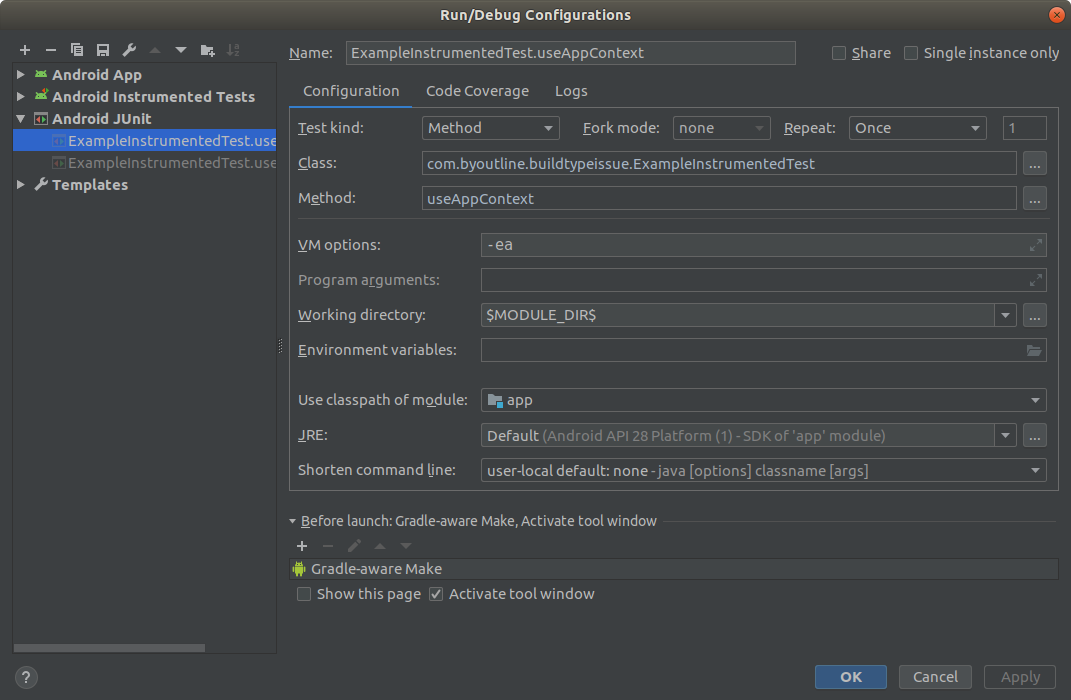 Run/Debug Configurations
Name: ExampleInstrumentedTest.useAppContext Share Single instance only
Android App
Android Instrumented Tests
Android JUnit
ExampleInstrumentedTest.use
ExampleInstrumentedTest.use
Templates
Configuration Code Coverage Logs
Test kind: Method Fork mode: none Repeat: Once 1
Class: com.byoutline.buildtypeissue.ExampleInstrumentedTest ...
Method: useAppContext ...
VM options: -ea
Program arguments:
Working directory: $MODULE_DIR$ ...
Environment variables:
Use classpath of module: app
JRE: Default (Android API 28 Platform (1) - SDK of 'app' module) ...
Shorten command line: user-local default: none - java [options] classname [args]
Before launch: Gradle-aware Make, Activate tool window
Gradle-aware Make
Show this page Activate tool window
? OK Cancel Apply